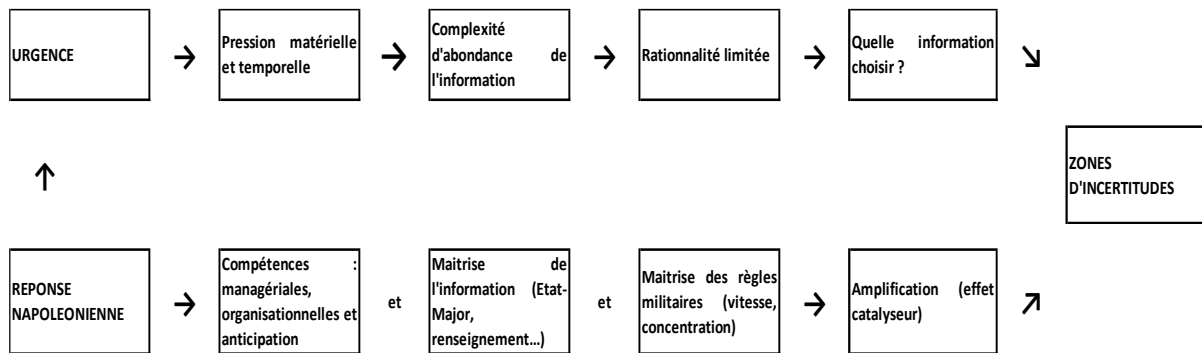 URGENCE
Pression matérielle
et temporelle
Complexité
d'abondance de
l'information
Rationnalité limitée
Quelle information
choisir ?
ZONES
D'INCERTITUDES
REPONSE
NAPOLEONIENNE
Compétences :
managériales,
organisationnelles et
anticipation
et
Maitrise de
l'information (Etat-
Major,
renseignement…)
et
Maitrise des règles
militaires (vitesse,
concentration)
Amplification (effet
catalyseur)